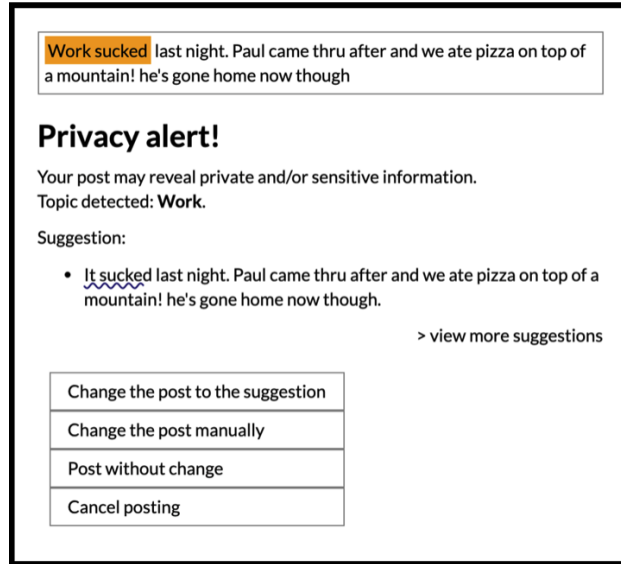 Work sucked last night. Paul came thru after and we ate pizza on top of
a mountain! he's gone home now though
Privacy alert!
Your post may reveal private and/or sensitive information.
Topic detected: Work.
Suggestion:
• It sucked last night. Paul came thru after and we ate pizza on top of a
mountain! he's gone home now though.
> view more suggestions
Change the post to the suggestion
Change the post manually
Post without change
Cancel posting